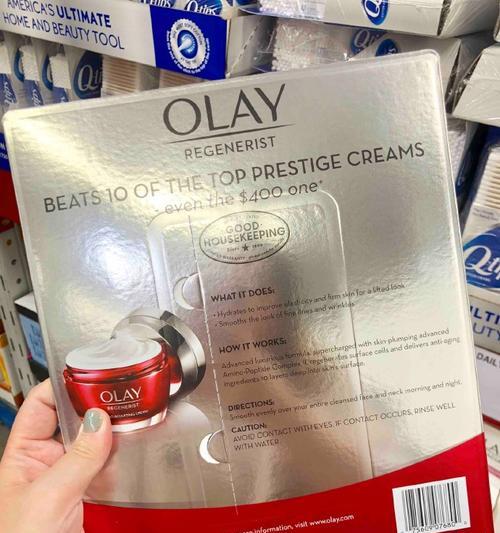 AMERICA'S ULTIMATE
HOME AND BEAUTY TOOL
Q-tips
OLAY
REGENERIST
BEATS 10 OF THE TOP PRESTIGE CREAMS
- even the $400 one*
GOOD
HOUSEKEEPING
WHAT IT DOES:
• Hydrates to improve elasticity and firm skin for a lifted look
• Smooths the look of fine lines and wrinkles
HOW IT WORKS:
Advanced luxurious formula, supercharged with skin plumping advanced
Amino-Peptide Complex II, regenerates surface cells and delivers anti-aging
ingredients 10 layers deep into skin's surface.
DIRECTIONS:
Smooth evenly over your entire cleansed face and neck morning and night.
CAUTION:
AVOID CONTACT WITH EYES. IF CONTACT OCCURS, RINSE WELL
WITH WATER.
OLAY
REGENERIST
information, visit www.olay.com